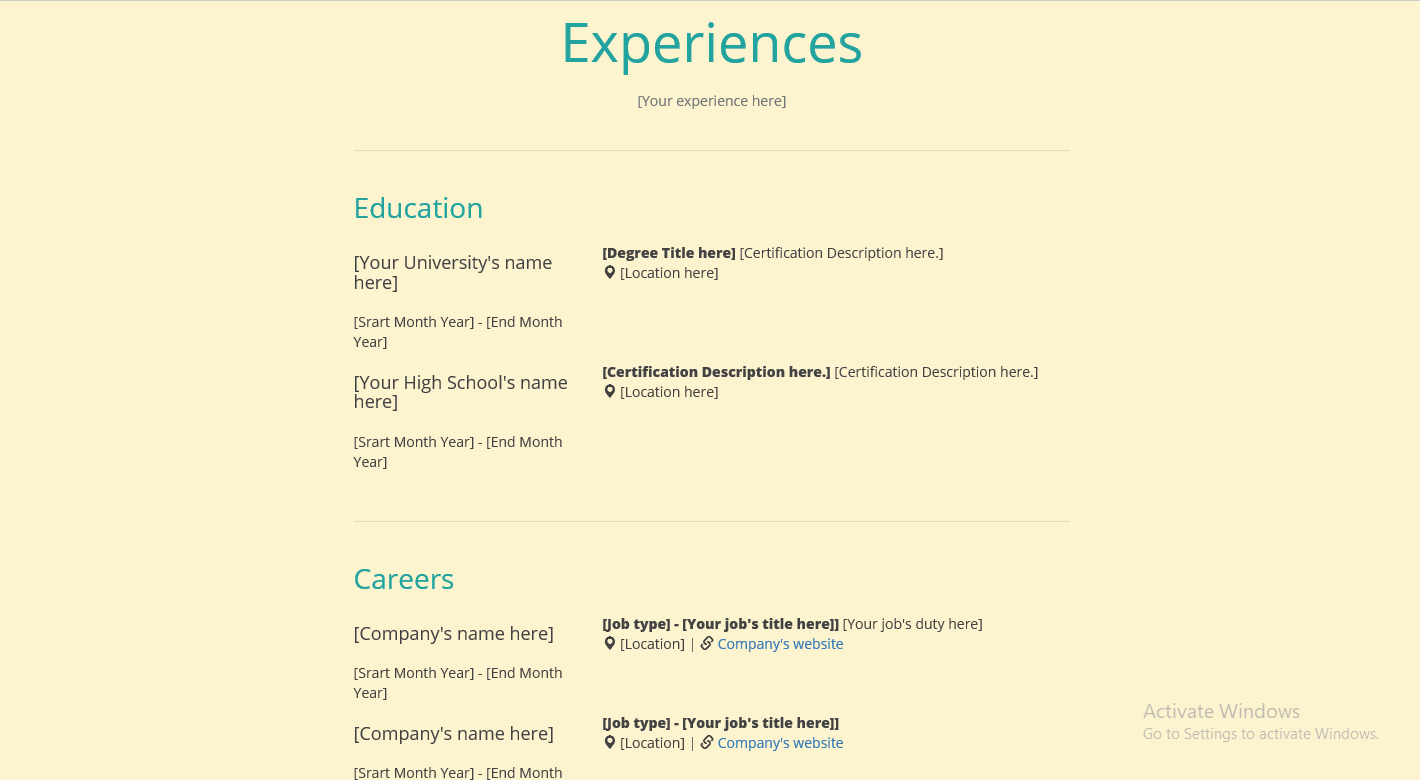 Experiences
[Your experience here]
Education
[Your University's name
here]
[Degree Title here] [Certification Description here.]
[Location here]
[Srart Month Year] - [End Month
Year]
[Your High School's name
here]
[Certification Description here.] [Certification Description here.]
[Location here]
[Srart Month Year] - [End Month
Year]
Careers
[Company's name here]
[Job type] - [Your job's title here]] [Your job's duty here]
[Location] | Company's website
[Srart Month Year] - [End Month
Year]
[Company's name here]
[Job type] - [Your job's title here]]
[Location] | Company's website
[Srart Month Year] - [End Month
Activate Windows
Go to Settings to activate Windows.